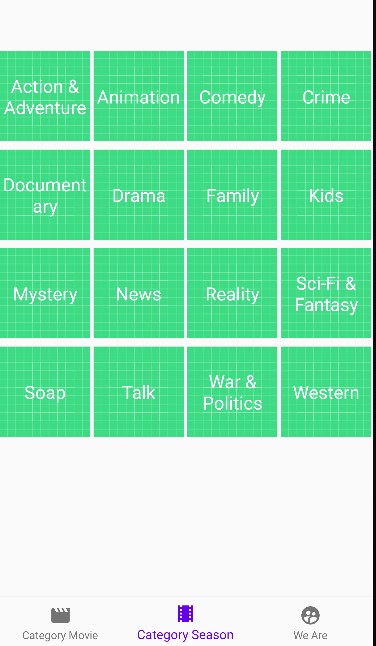 Action &
Adventure
Animation
Comedy
Crime
Document
ary
Drama
Family
Kids
Mystery
News
Reality
Sci-Fi &
Fantasy
Soap
Talk
War &
Politics
Western
Category Movie
Category Season
We Are